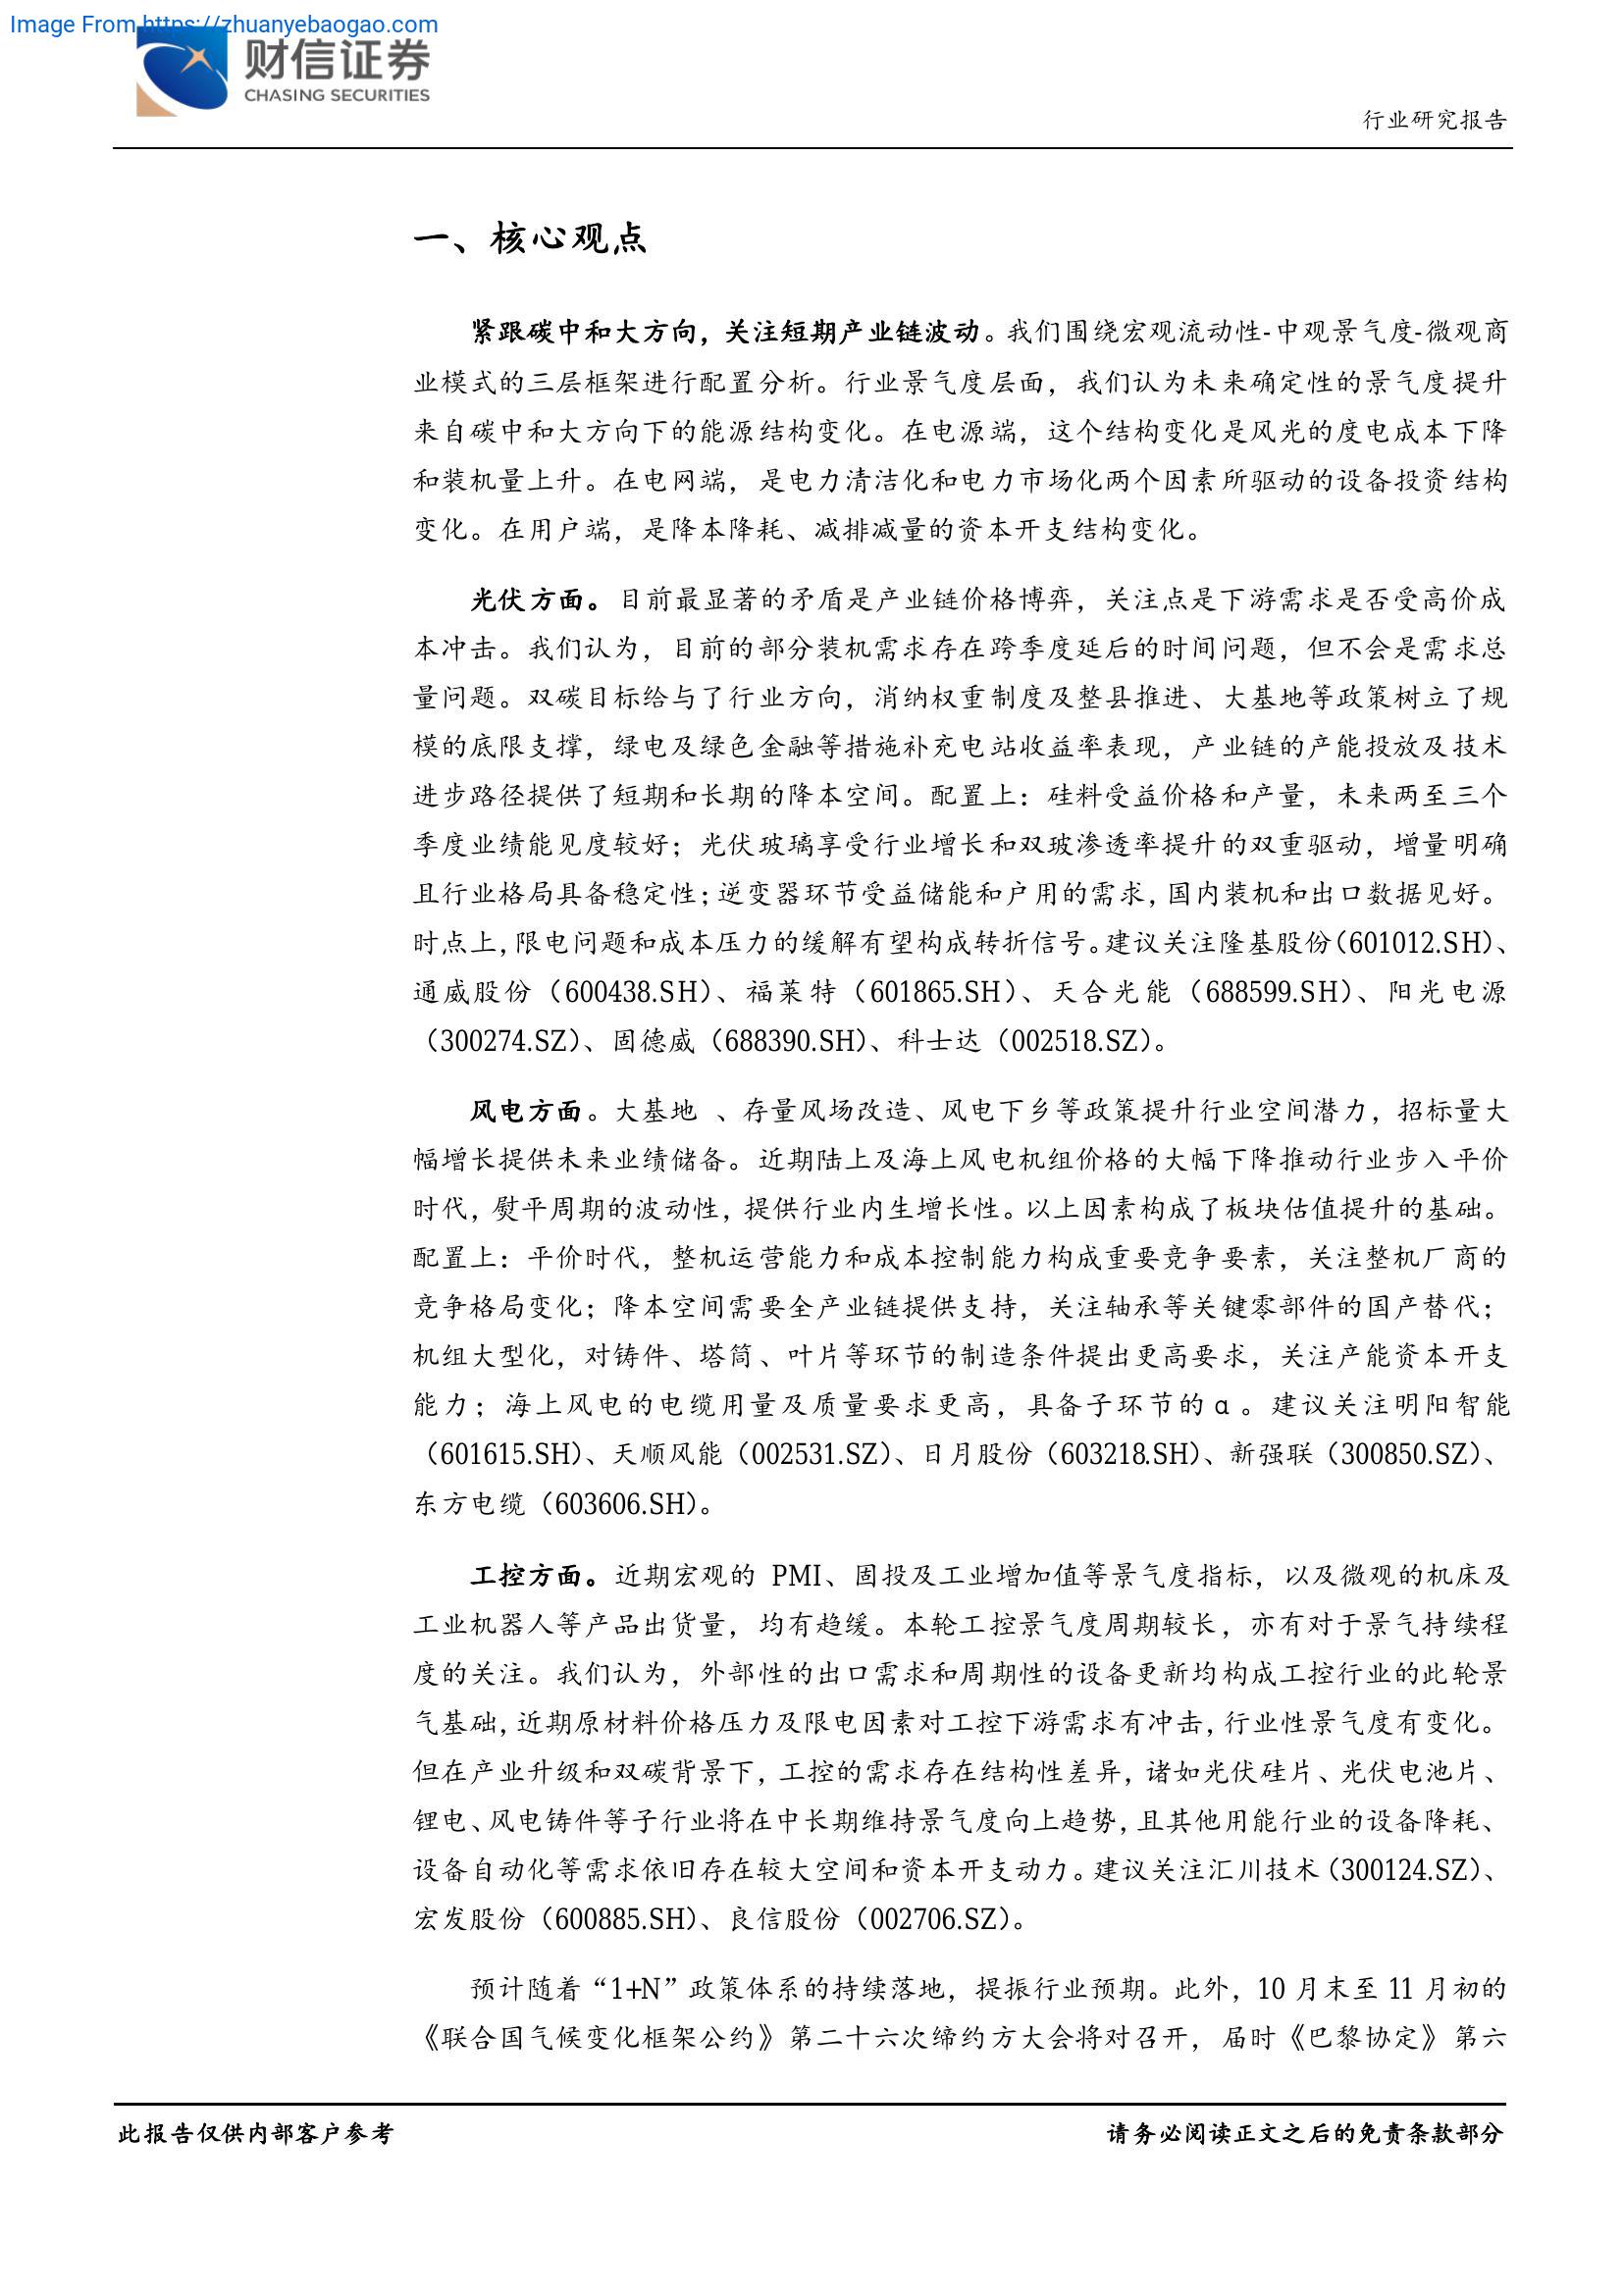 Image From https://zhuanyebaogao.com
财信证券
CHASING SECURITIES
行业研究报告
一、核心观点
紧跟碳中和大方向，关注短期产业链波动。我们围绕宏观流动性-中观景气度-微观商
业模式的三层框架进行配置分析。行业景气度层面，我们认为未来确定性的景气度提升
来自碳中和大方向下的能源结构变化。在电源端，这个结构变化是风光的度电成本下降
和装机量上升。在电网端，是电力清洁化和电力市场化两个因素所驱动的设备投资结构
变化。在用户端，是降本降耗、减排减量的资本开支结构变化。
光伏方面。目前最显著的矛盾是产业链价格博弈，关注点是下游需求是否受高价成
本冲击。我们认为，目前的部分装机需求存在跨季度延后的时间问题，但不会是需求总
量问题。双碳目标给与了行业方向，消纳权重制度及整县推进、大基地等政策树立了规
模的底限支撑，绿电及绿色金融等措施补充电站收益率表现，产业链的产能投放及技术
进步路径提供了短期和长期的降本空间。配置上：硅料受益价格和产量，未来两至三个
季度业绩能见度较好；光伏玻璃享受行业增长和双玻渗透率提升的双重驱动，增量明确
且行业格局具备稳定性；逆变器环节受益储能和户用的需求，国内装机和出口数据见好。
时点上，限电问题和成本压力的缓解有望构成转折信号。建议关注隆基股份（601012.SH）、
通威股份（600438.SH）、福莱特（601865.SH）、天合光能（688599.SH）、阳光电源
（300274.SZ）、固德威（688390.SH）、科士达（002518.SZ）。
风电方面。大基地 、存量风场改造、风电下乡等政策提升行业空间潜力，招标量大
幅增长提供未来业绩储备。近期陆上及海上风电机组价格的大幅下降推动行业步入平价
时代，熨平周期的波动性，提供行业内生增长性。以上因素构成了板块估值提升的基础。
配置上：平价时代，整机运营能力和成本控制能力构成重要竞争要素，关注整机厂商的
竞争格局变化；降本空间需要全产业链提供支持，关注轴承等关键零部件的国产替代；
机组大型化，对铸件、塔筒、叶片等环节的制造条件提出更高要求，关注产能资本开支
能力；海上风电的电缆用量及质量要求更高，具备子环节的 α 。建议关注明阳智能
（601615.SH）、天顺风能（002531.SZ）、日月股份（603218.SH）、新强联（300850.SZ）、
东方电缆（603606.SH）。
工控方面。近期宏观的 PMI、固投及工业增加值等景气度指标，以及微观的机床及
工业机器人等产品出货量，均有趋缓。本轮工控景气度周期较长，亦有对于景气持续程
度的关注。我们认为，外部性的出口需求和周期性的设备更新均构成工控行业的此轮景
气基础，近期原材料价格压力及限电因素对工控下游需求有冲击，行业性景气度有变化。
但在产业升级和双碳背景下，工控的需求存在结构性差异，诸如光伏硅片、光伏电池片、
锂电、风电铸件等子行业将在中长期维持景气度向上趋势，且其他用能行业的设备降耗、
设备自动化等需求依旧存在较大空间和资本开支动力。建议关注汇川技术（300124.SZ）、
宏发股份（600885.SH）、良信股份（002706.SZ）。
预计随着“1+N”政策体系的持续落地，提振行业预期。此外，10 月末至 11 月初的
《联合国气候变化框架公约》第二十六次缔约方大会将对召开，届时《巴黎协定》第六
此报告仅供内部客户参考
请务必阅读正文之后的免责条款部分